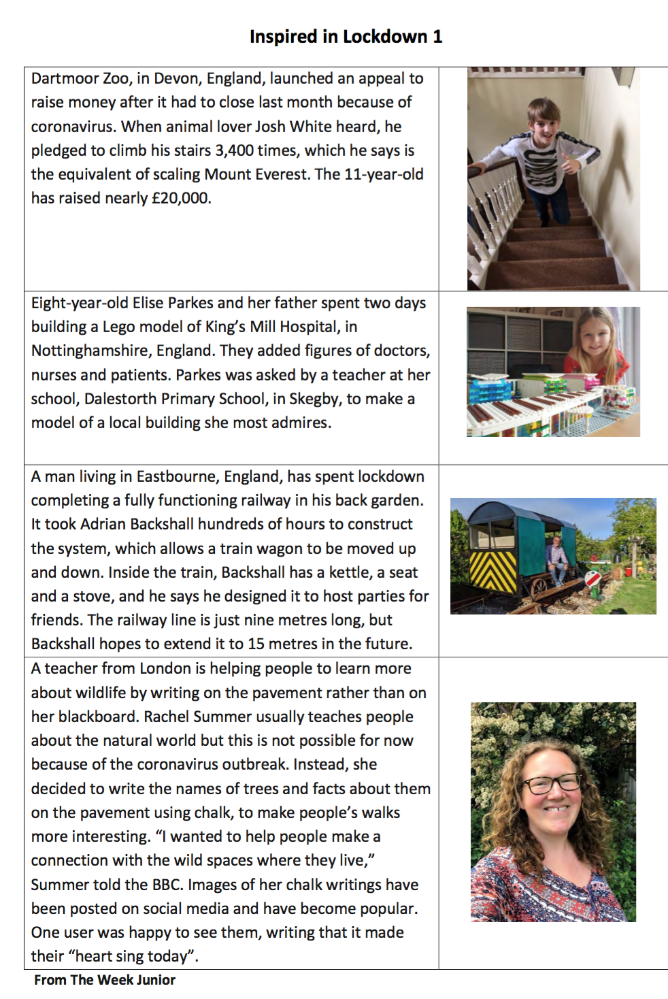 Inspired in Lockdown 1
Dartmoor Zoo, in Devon, England, launched an appeal to
raise money after it had to close last month because of
coronavirus. When animal lover Josh White heard, he
pledged to climb his stairs 3,400 times, which he says is
the equivalent of scaling Mount Everest. The 11-year-old
has raised nearly £20,000.
Eight-year-old Elise Parkes and her father spent two days
building a Lego model of King’s Mill Hospital, in
Nottinghamshire, England. They added figures of doctors,
nurses and patients. Parkes was asked by a teacher at her
school, Dalestorth Primary School, in Skegby, to make a
model of a local building she most admires.
A man living in Eastbourne, England, has spent lockdown
completing a fully functioning railway in his back garden.
It took Adrian Backshall hundreds of hours to construct
the system, which allows a train wagon to be moved up
and down. Inside the train, Backshall has a kettle, a seat
and a stove, and he says he designed it to host parties for
friends. The railway line is just nine metres long, but
Backshall hopes to extend it to 15 metres in the future.
A teacher from London is helping people to learn more
about wildlife by writing on the pavement rather than on
her blackboard. Rachel Summer usually teaches people
about the natural world but this is not possible for now
because of the coronavirus outbreak. Instead, she
decided to write the names of trees and facts about them
on the pavement using chalk, to make people’s walks
more interesting. “I wanted to help people make a
connection with the wild spaces where they live,”
Summer told the BBC. Images of her chalk writings have
been posted on social media and have become popular.
One user was happy to see them, writing that it made
their “heart sing today”.
From The Week Junior